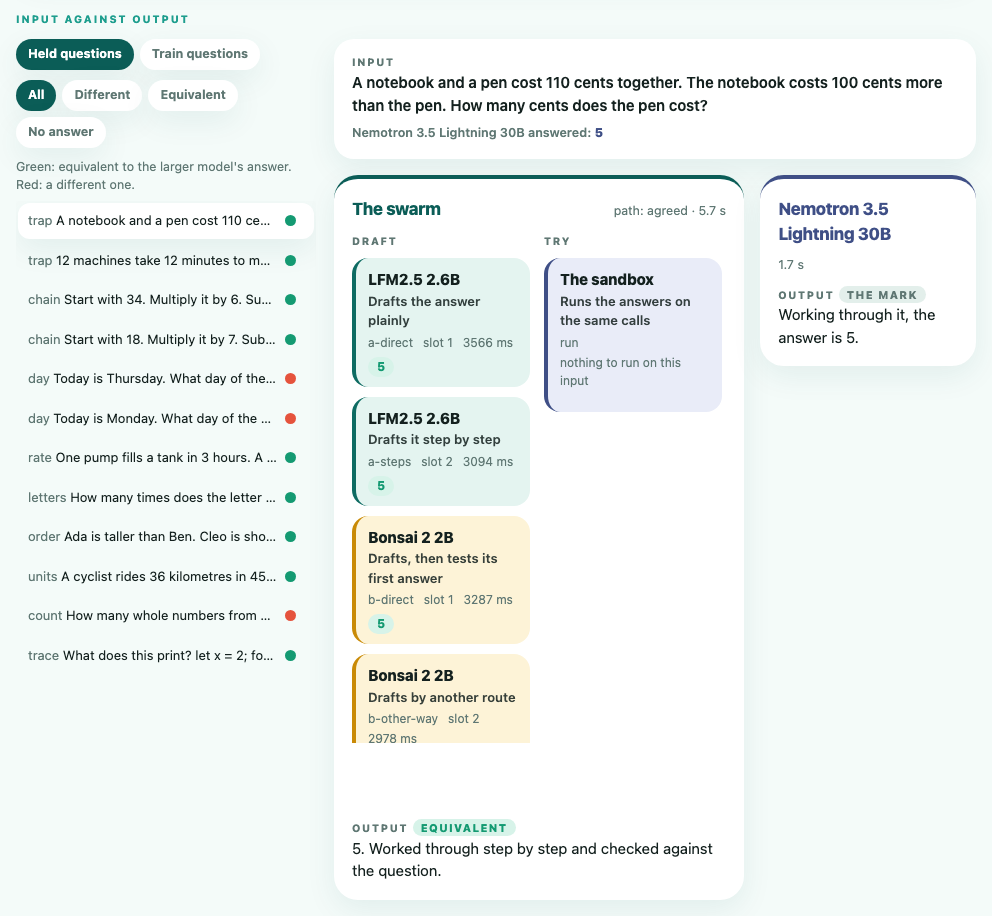 INPUT AGAINST OUTPUT
Held questions
Train questions
All
Different
Equivalent
No answer
Green: equivalent to the larger model's answer.
Red: a different one.
trap A notebook and a pen cost 110 ce...
trap 12 machines take 12 minutes to m...
chain Start with 34. Multiply it by 6. Su...
chain Start with 18. Multiply it by 7. Sub...
day Today is Thursday. What day of the...
day Today is Monday. What day of the ...
rate One pump fills a tank in 3 hours. A ...
letters How many times does the letter ...
order Ada is taller than Ben. Cleo is sho...
units A cyclist rides 36 kilometres in 45...
count How many whole numbers from ...
trace What does this print? let x = 2; fo...
INPUT
A notebook and a pen cost 110 cents together. The notebook costs 100 cents more
than the pen. How many cents does the pen cost?
Nemotron 3.5 Lightning 30B answered: 5
The swarm
path: agreed · 5.7 s
DRAFT
LFM2.5 2.6B
Drafts the answer
plainly
a-direct slot 1 3566 ms
5
LFM2.5 2.6B
Drafts it step by step
a-steps slot 2 3094 ms
5
Bonsai 2 2B
Drafts, then tests its
first answer
b-direct slot 1 3287 ms
5
Bonsai 2 2B
Drafts by another route
b-other-way slot 2
2978 ms
TRY
The sandbox
Runs the answers on
the same calls
run
nothing to run on this
input
OUTPUT EQUIVALENT
5. Worked through step by step and checked against
the question.
Nemotron 3.5
Lightning 30B
1.7 s
OUTPUT THE MARK
Working through it, the
answer is 5.